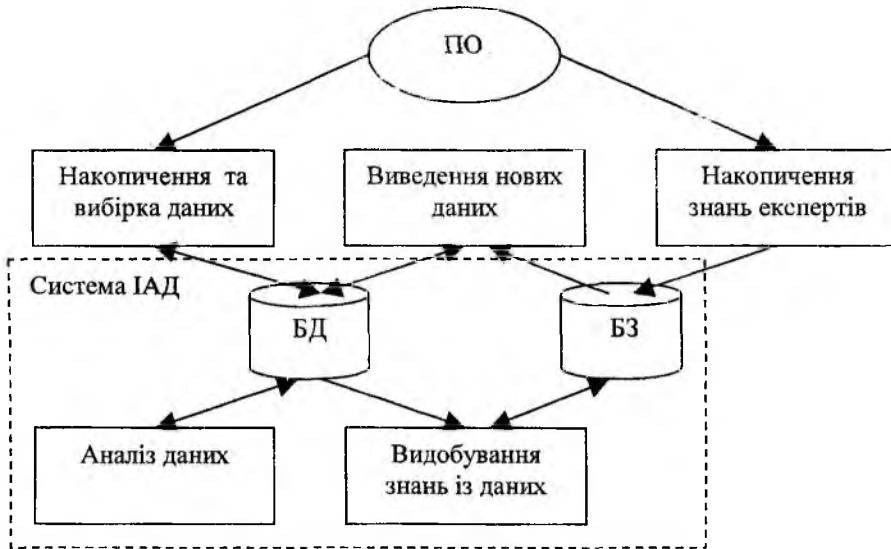 ПО
Накопичення та
вибірка даних
Виведення нових
даних
Накопичення
знань експертів
Система ІАД
БД
БЗ
Аналіз даних
Видобування
знань із даних